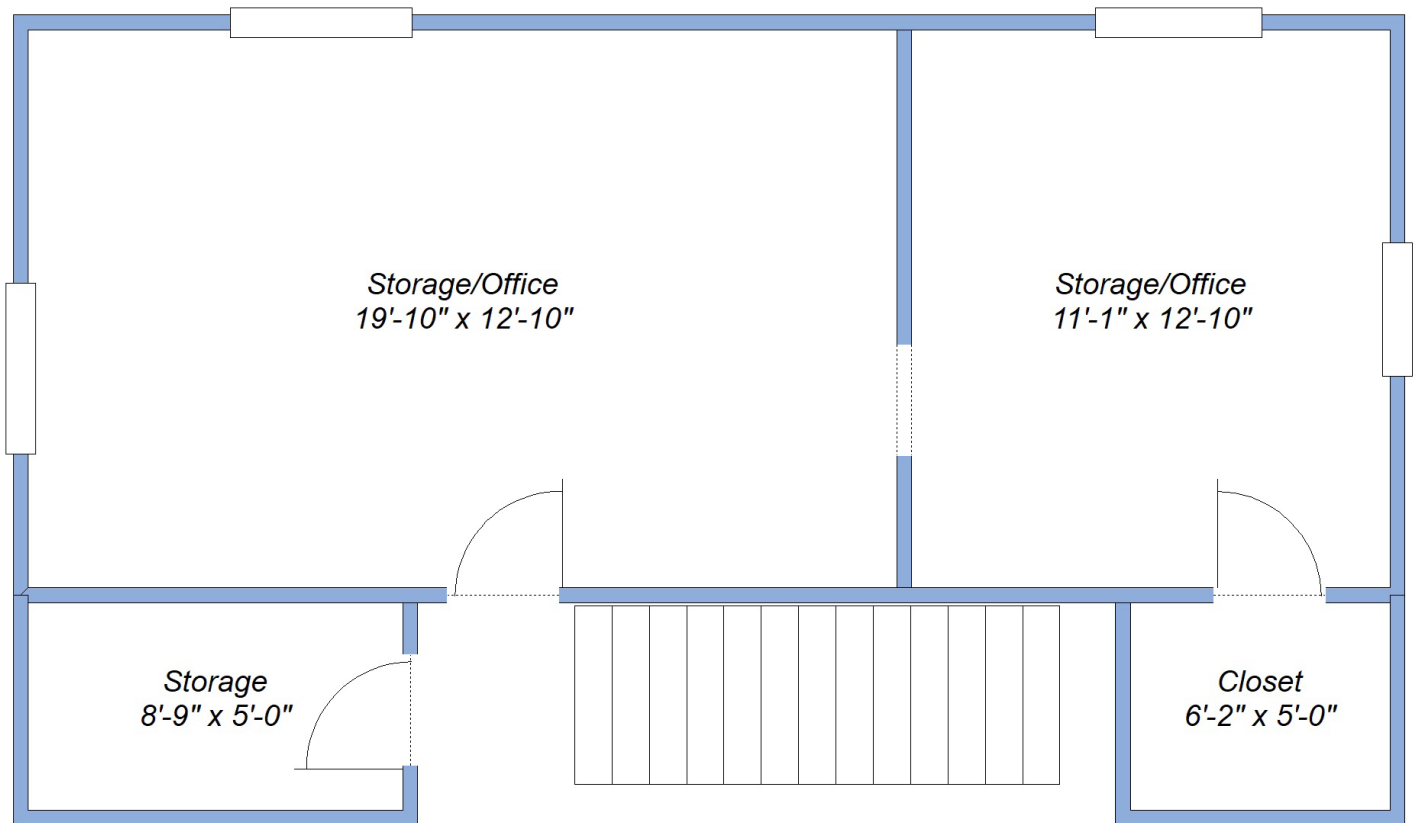 Storage/Office
19'-10" x 12'-10"
Storage/Office
11'-1" x 12'-10"
Storage
8'-9" x 5'-0"
Closet
6'-2" x 5'-0"